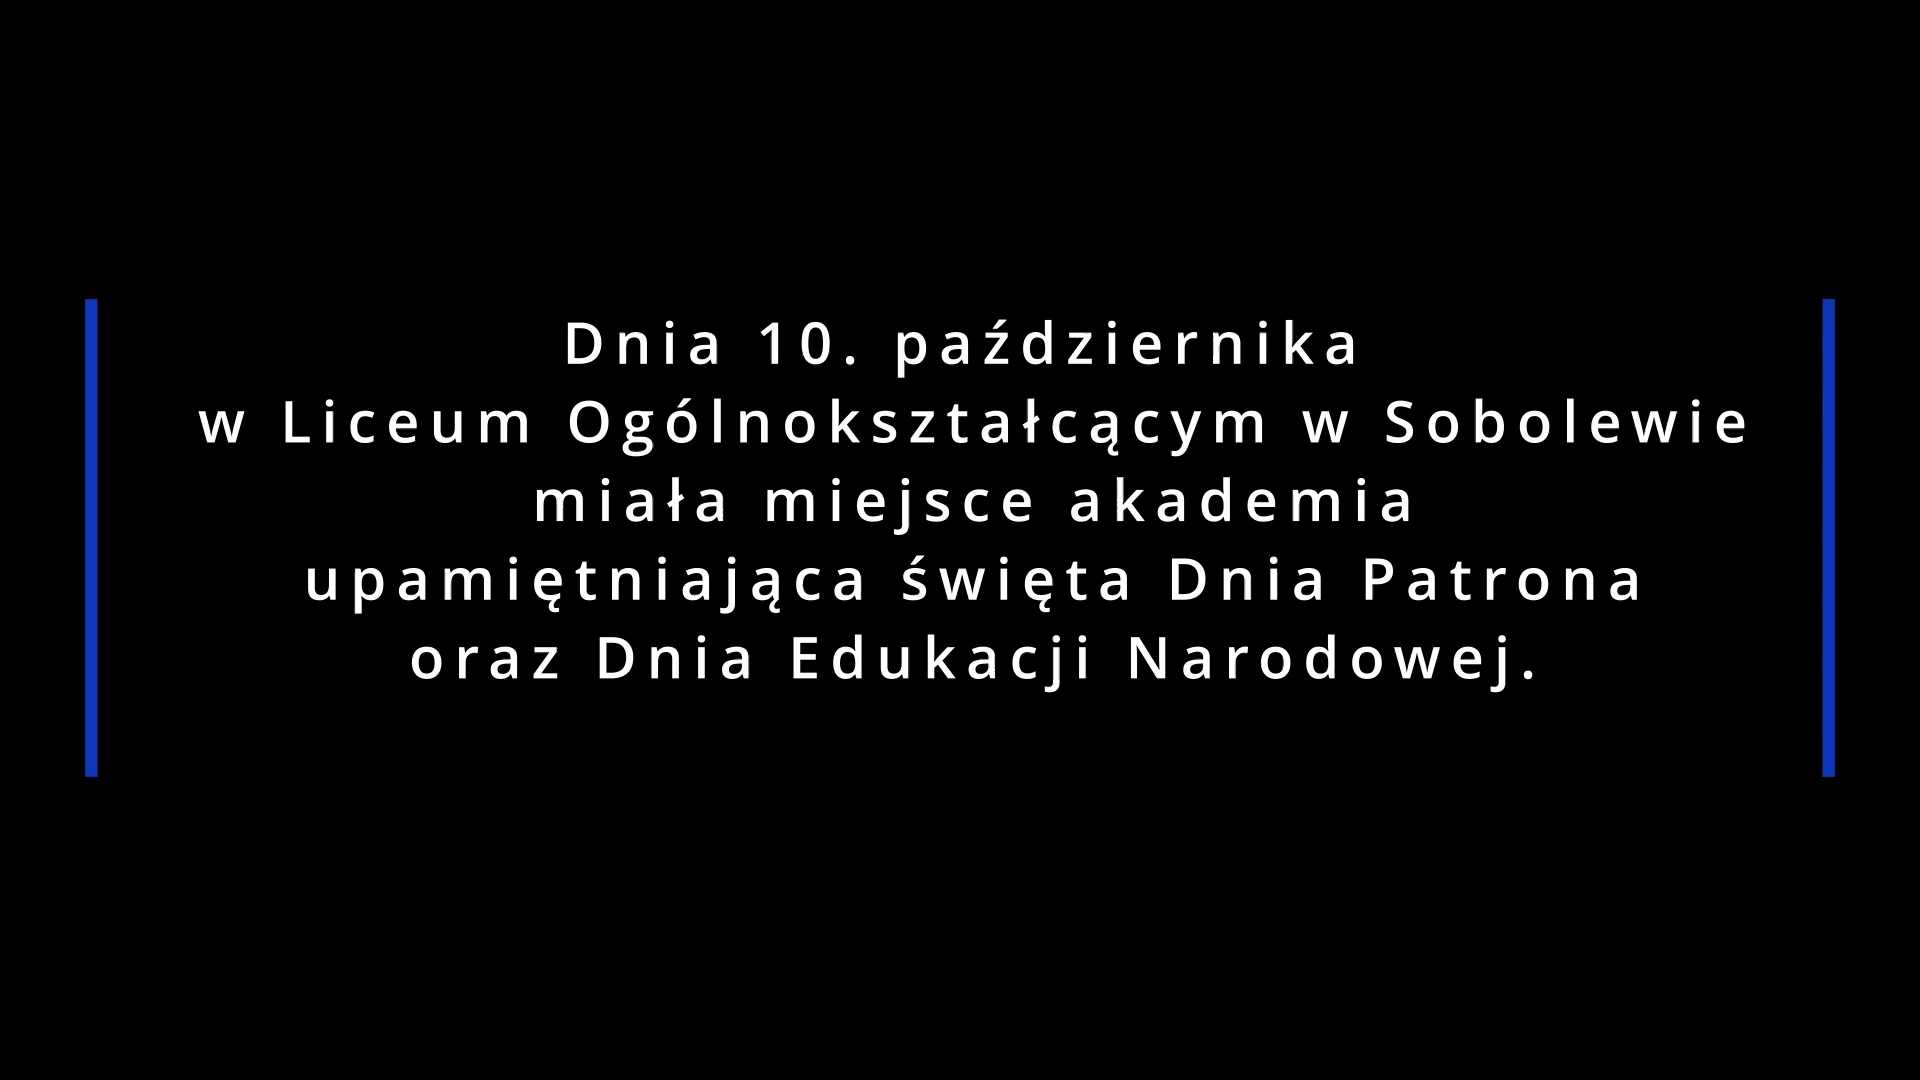 Dnia 10. października
w Liceum Ogólnokształcącym w Sobolewie
miała miejsce akademia
upamiętniająca święta Dnia Patrona
oraz Dnia Edukacji Narodowej.